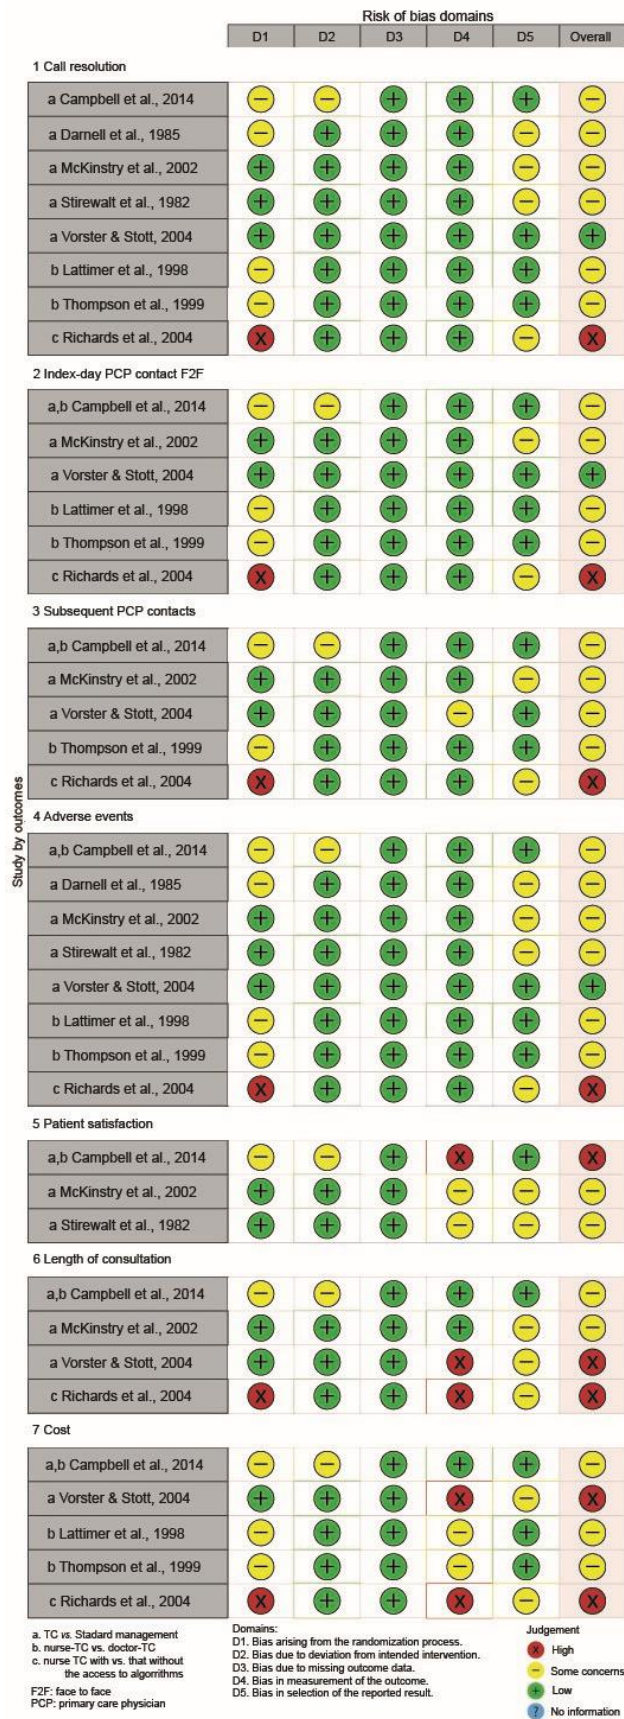 Risk of bias domains
D1 D2 D3 D4 D5 Overall
Study by outcomes
1 Call resolution
a Campbell et al., 2014 − − + + + −
a Darnell et al., 1985 − + + + − −
a McKinstry et al., 2002 + + + + − −
a Stirewalt et al., 1982 + + + + − −
a Vorster & Stott, 2004 + + + + + +
b Lattimer et al., 1998 − + + + + −
b Thompson et al., 1999 − + + + + −
c Richards et al., 2004 X + + + − X
2 Index-day PCP contact F2F
a,b Campbell et al., 2014 − − + + + −
a McKinstry et al., 2002 + + + + − −
a Vorster & Stott, 2004 + + + + + +
b Lattimer et al., 1998 − + + + + −
b Thompson et al., 1999 − + + + + −
c Richards et al., 2004 X + + + − X
3 Subsequent PCP contacts
a,b Campbell et al., 2014 − − + + + −
a McKinstry et al., 2002 + + + + − −
a Vorster & Stott, 2004 + + + − + −
b Thompson et al., 1999 − + + + + −
c Richards et al., 2004 X + + + − X
4 Adverse events
a,b Campbell et al., 2014 − − + + + −
a Darnell et al., 1985 − + + + − −
a McKinstry et al., 2002 + + + + − −
a Stirewalt et al., 1982 + + + + − −
a Vorster & Stott, 2004 + + + + + +
b Lattimer et al., 1998 − + + + + −
b Thompson et al., 1999 − + + + + −
c Richards et al., 2004 X + + + − X
5 Patient satisfaction
a,b Campbell et al., 2014 − − + X + X
a McKinstry et al., 2002 + + + − − −
a Stirewalt et al., 1982 + + + − − −
6 Length of consultation
a,b Campbell et al., 2014 − − + + + −
a McKinstry et al., 2002 + + + + − −
a Vorster & Stott, 2004 + + + X − X
c Richards et al., 2004 X + + X − X
7 Cost
a,b Campbell et al., 2014 − − + + + −
a Vorster & Stott, 2004 + + + X − X
b Lattimer et al., 1998 − + + − + −
b Thompson et al., 1999 − + + − + −
c Richards et al., 2004 X + + X − X
a. TC vs. Stadard management
b. nurse-TC vs. doctor-TC
c. nurse TC with vs. that without
the access to algorithms
F2F: face to face
PCP: primary care physician
Domains:
D1. Bias arising from the randomization process.
D2. Bias due to deviation from intended intervention.
D3. Bias due to missing outcome data.
D4. Bias in measurement of the outcome.
D5. Bias in selection of the reported result.
Judgement
X High
− Some concerns
+ Low
? No information